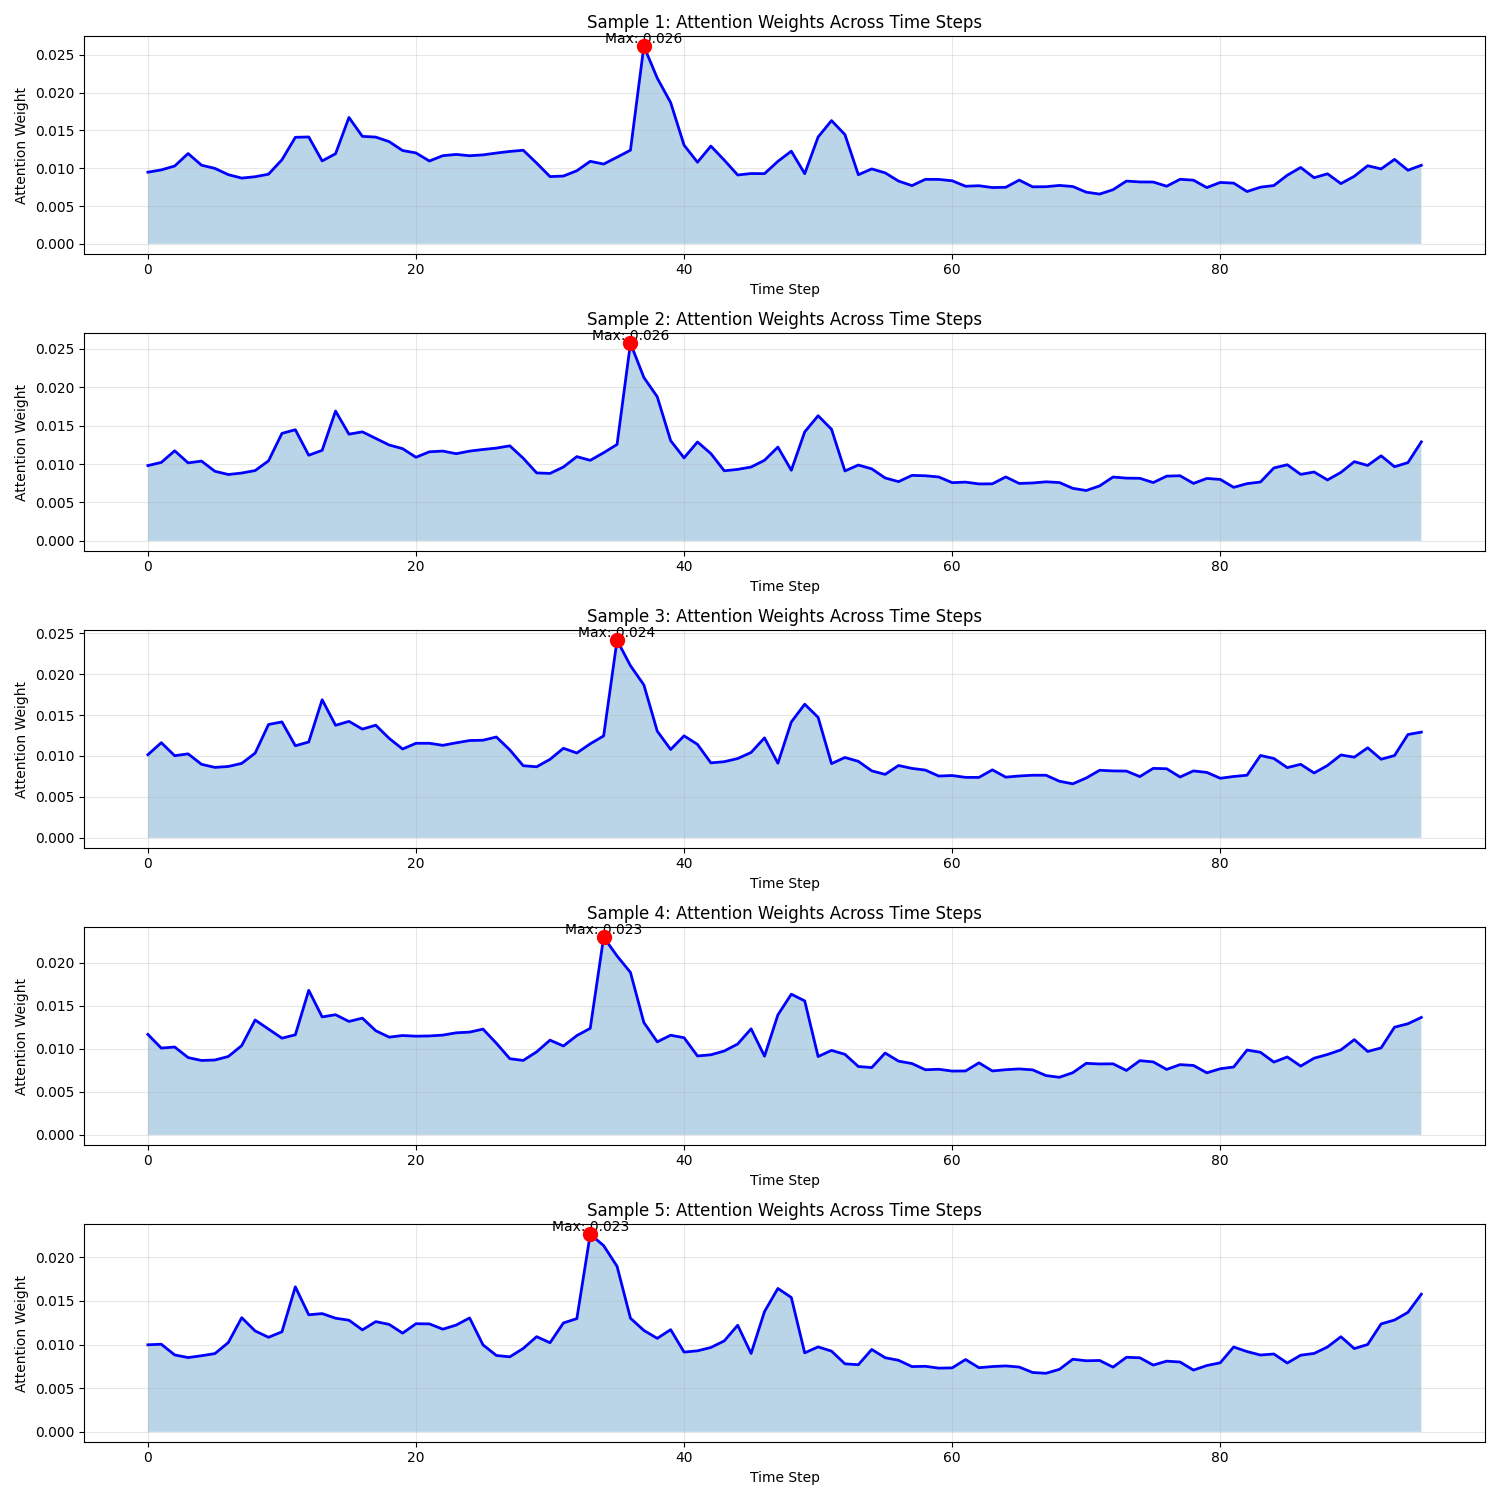 Sample 1: Attention Weights Across Time Steps
Max: 0.026
Attention Weight
0.025
0.020
0.015
0.010
0.005
0.000
0 20 40 60 80
Time Step
Sample 2: Attention Weights Across Time Steps
Max: 0.026
Attention Weight
0.025
0.020
0.015
0.010
0.005
0.000
0 20 40 60 80
Time Step
Sample 3: Attention Weights Across Time Steps
Max: 0.024
Attention Weight
0.025
0.020
0.015
0.010
0.005
0.000
0 20 40 60 80
Time Step
Sample 4: Attention Weights Across Time Steps
Max: 0.023
Attention Weight
0.020
0.015
0.010
0.005
0.000
0 20 40 60 80
Time Step
Sample 5: Attention Weights Across Time Steps
Max: 0.023
Attention Weight
0.020
0.015
0.010
0.005
0.000
0 20 40 60 80
Time Step